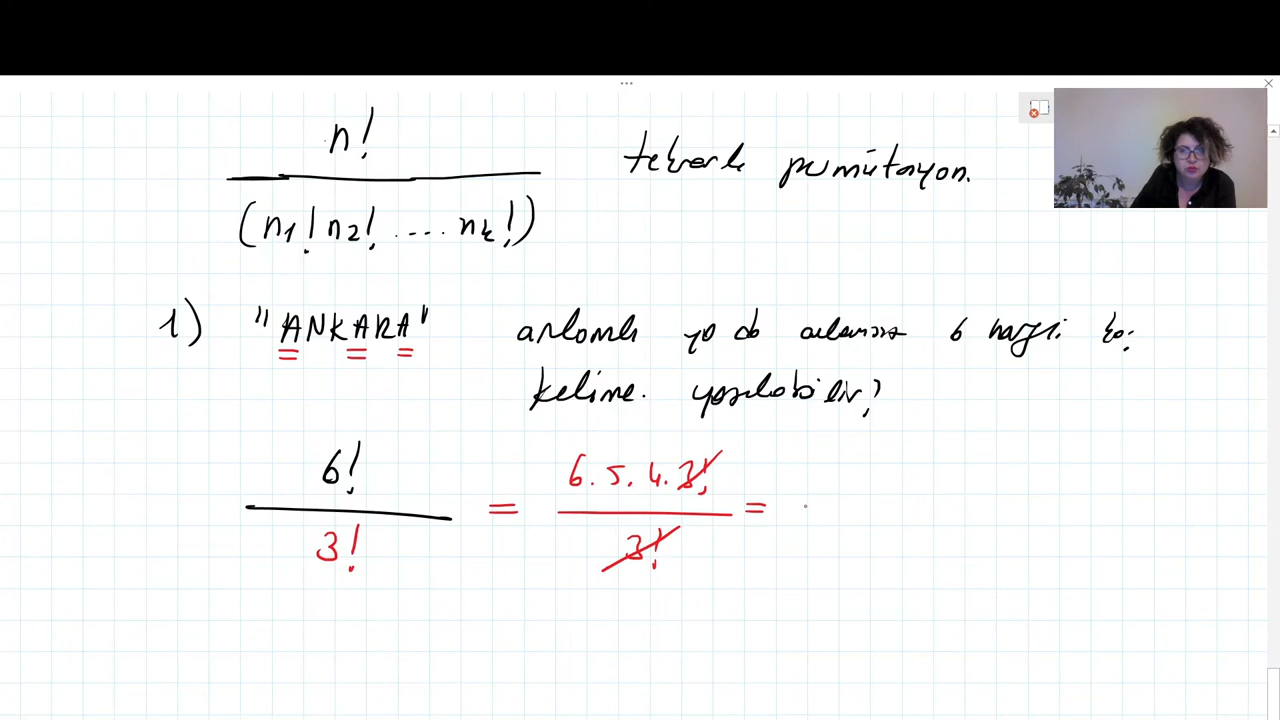 n!
(n1! n2! .... nk!)
tekrarlı permütasyon.
1) "ANKARA" anlamlı ya da anlamsız 6 harfli kaç
kelime. yazılabilir?
6!
3!
=
6.5.4.3!
3!
=